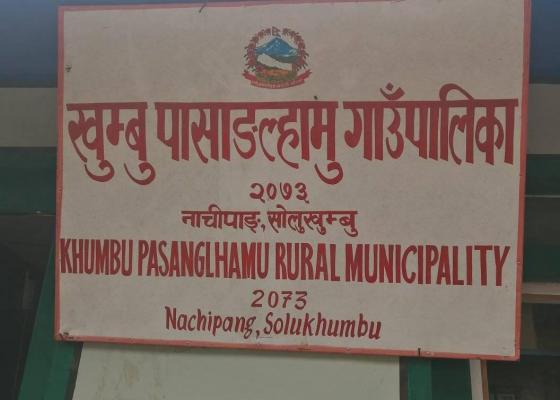 खुम्बु पासाङल्हामु गाउँपालिका
२०७३
नाचीपाङ, सोलुखुम्बु
KHUMBU PASANGLHAMU RURAL MUNICIPALITY
2073
Nachipang, Solukhumbu